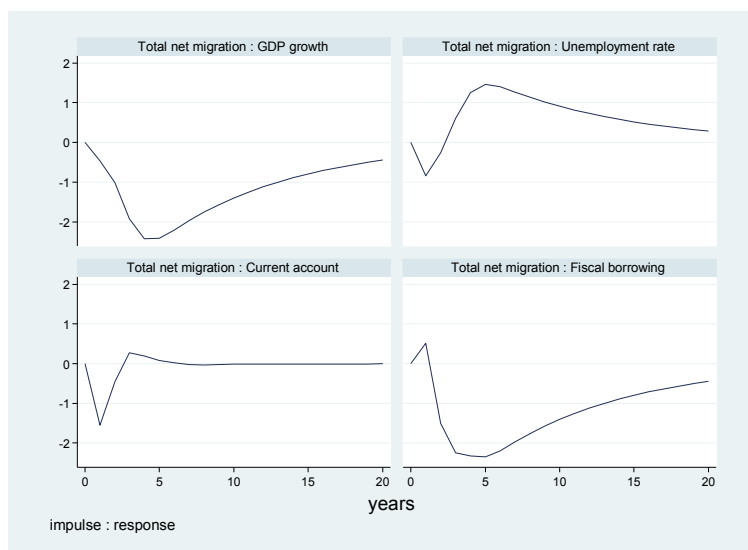 Total net migration : GDP growth
Total net migration : Unemployment rate
2
1
0
-1
-2
Total net migration : Current account
Total net migration : Fiscal borrowing
2
1
0
-1
-2
0 5 10 15 20
0 5 10 15 20
years
impulse : response